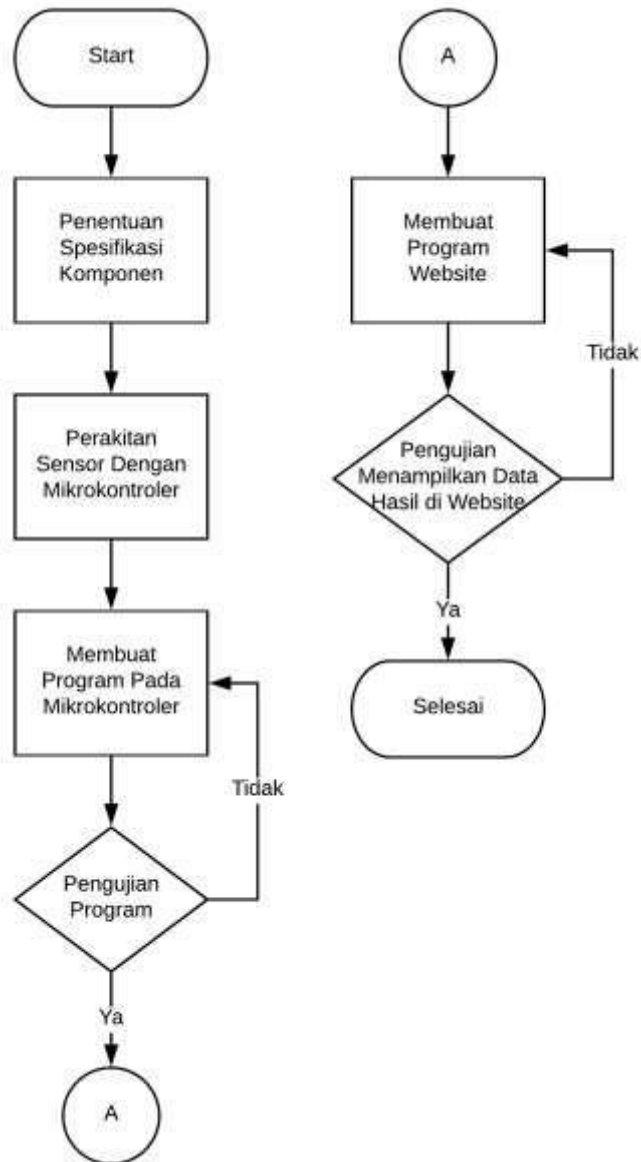 Start
Penentuan
Spesifikasi
Komponen
Perakitan
Sensor Dengan
Mikrokontroler
Membuat
Program Pada
Mikrokontroler
Tidak
Pengujian
Program
Ya
A
A
Membuat
Program
Website
Tidak
Pengujian
Menampilkan Data
Hasil di Website
Ya
Selesai